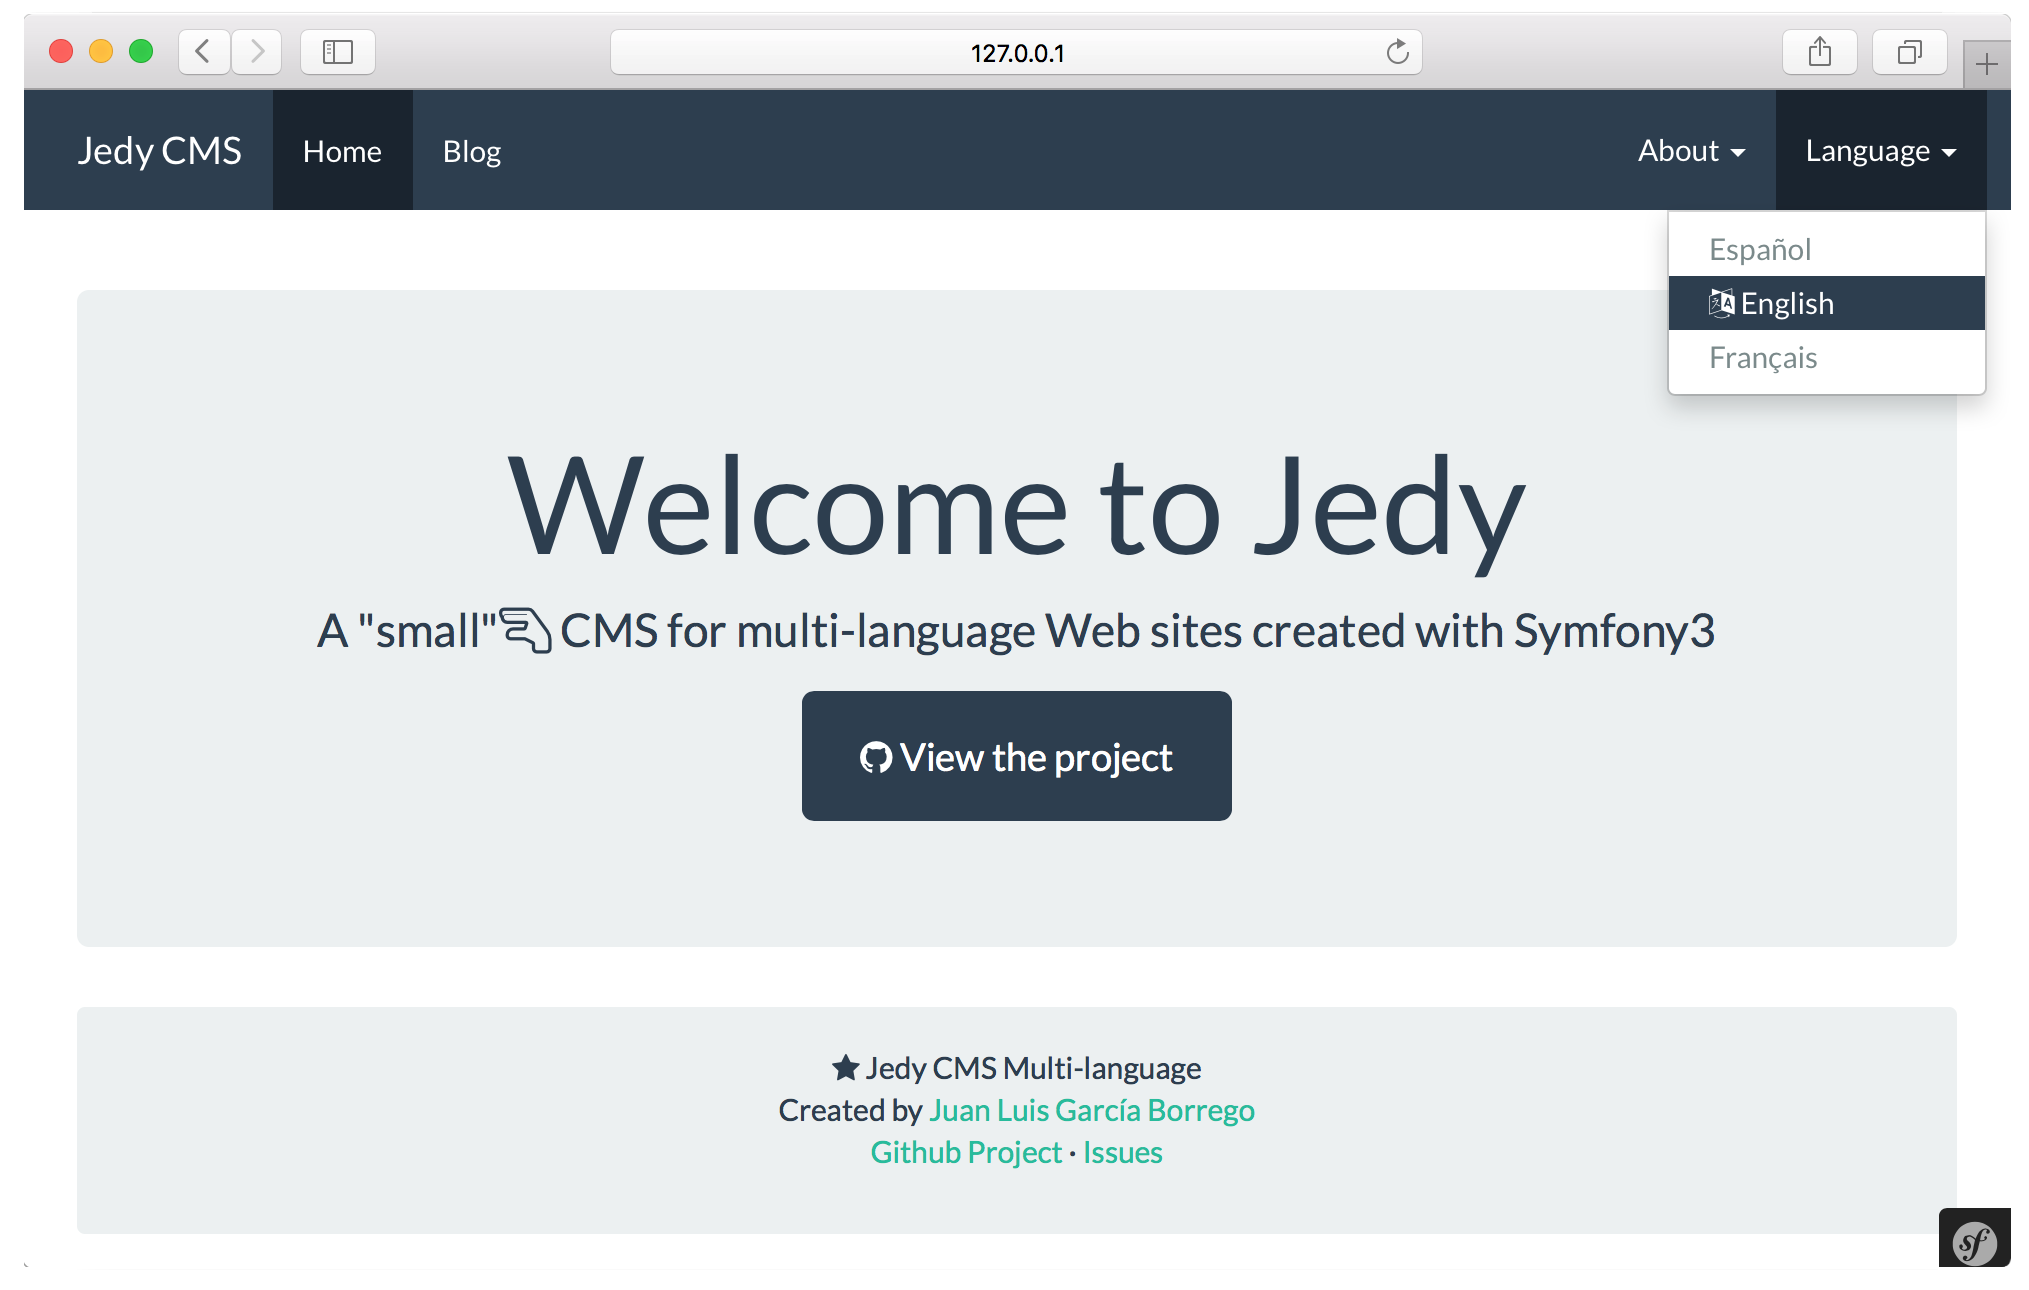 127.0.0.1
Jedy CMS Home Blog About Language
Español
English
Français
Welcome to Jedy
A "small" CMS for multi-language Web sites created with Symfony3
View the project
Jedy CMS Multi-language
Created by Juan Luis García Borrego
Github Project · Issues
sf